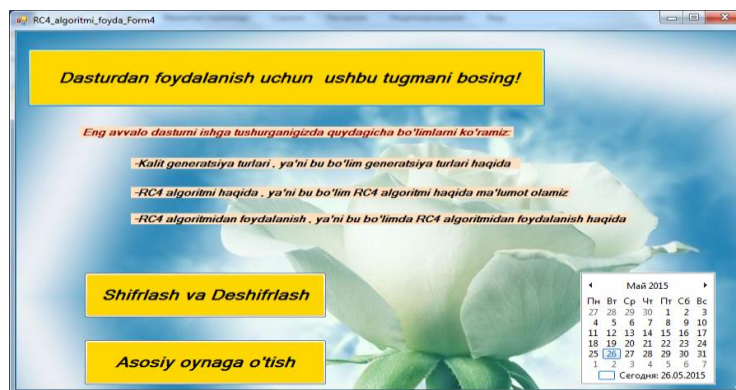 RC4_algoritmi_foyda_Form4
Dasturdan foydalanish uchun ushbu tugmani bosing!
Eng avvalo dasturni ishga tushurganigizda quydagicha bo'limlarni ko'ramiz:
-Kalit generatsiya turlari , ya'ni bu bo'lim generatsiya turlari haqida
-RC4 algoritmi haqida , ya'ni bu bo'lim RC4 algoritmi haqida ma'lumot olamiz
-RC4 algoritmidan foydalanish , ya'ni bu bo'limda RC4 algoritmidan foydalanish haqida
Shifrlash va Deshifrlash
Asosiy oynaga o'tish
Май 2015
Пн Вт Ср Чт Пт Сб Вс
27 28 29 30 1 2 3
4 5 6 7 8 9 10
11 12 13 14 15 16 17
18 19 20 21 22 23 24
25 26 27 28 29 30 31
1 2 3 4 5 6 7
Сегодня: 26.05.2015